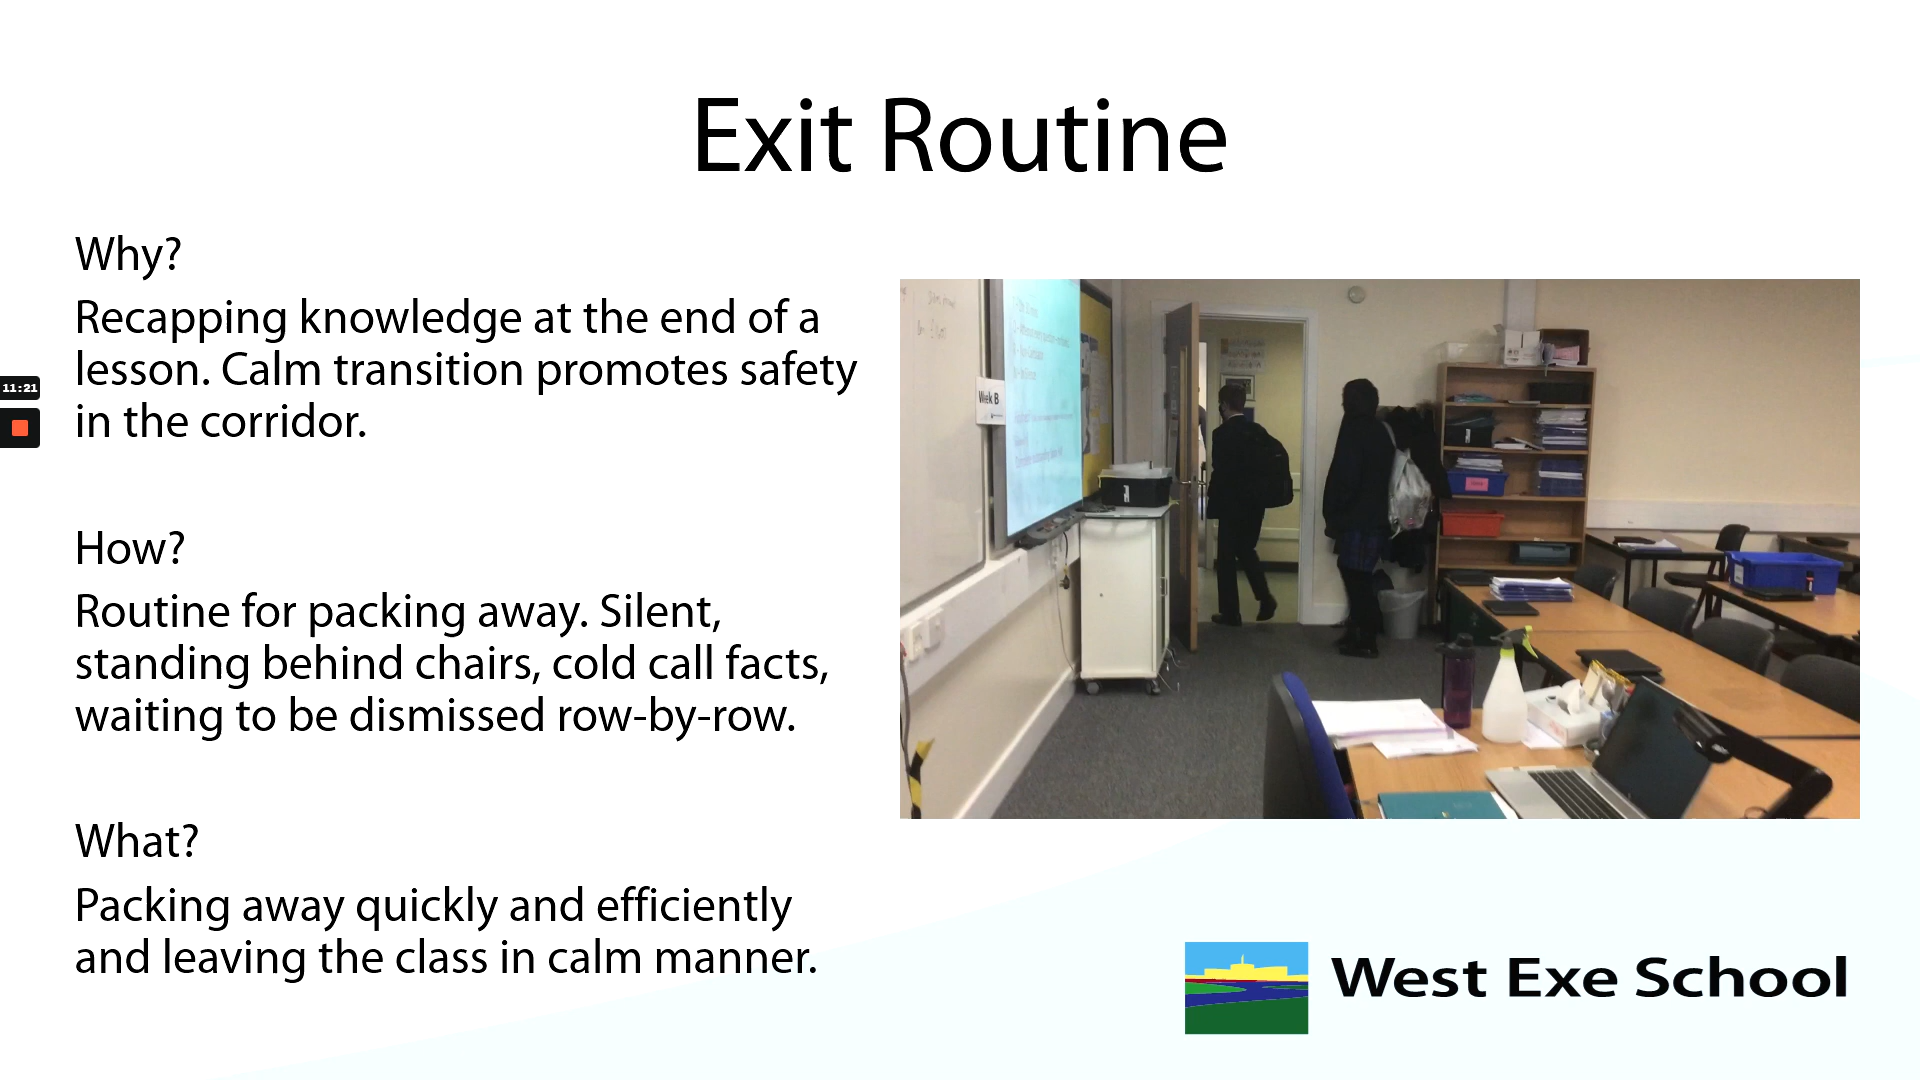 Exit Routine
Why?
Recapping knowledge at the end of a
lesson. Calm transition promotes safety
in the corridor.
11:21
How?
Routine for packing away. Silent,
standing behind chairs, cold call facts,
waiting to be dismissed row-by-row.
What?
Packing away quickly and efficiently
and leaving the class in calm manner.
Week B
West Exe School